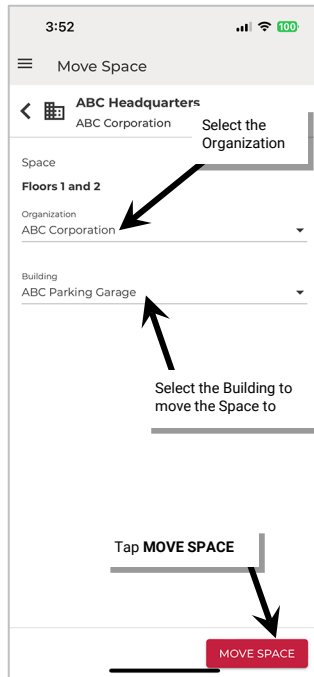 3:52
100
Move Space
ABC Headquarters
ABC Corporation
Select the
Organization
Space
Floors 1 and 2
Organization
ABC Corporation
Building
ABC Parking Garage
Select the Building to
move the Space to
Tap MOVE SPACE
MOVE SPACE